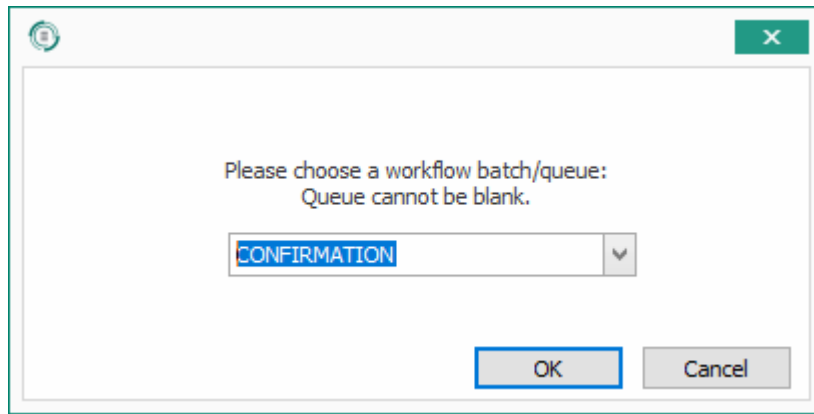 Please choose a workflow batch/queue:
Queue cannot be blank.
CONFIRMATION
OK
Cancel